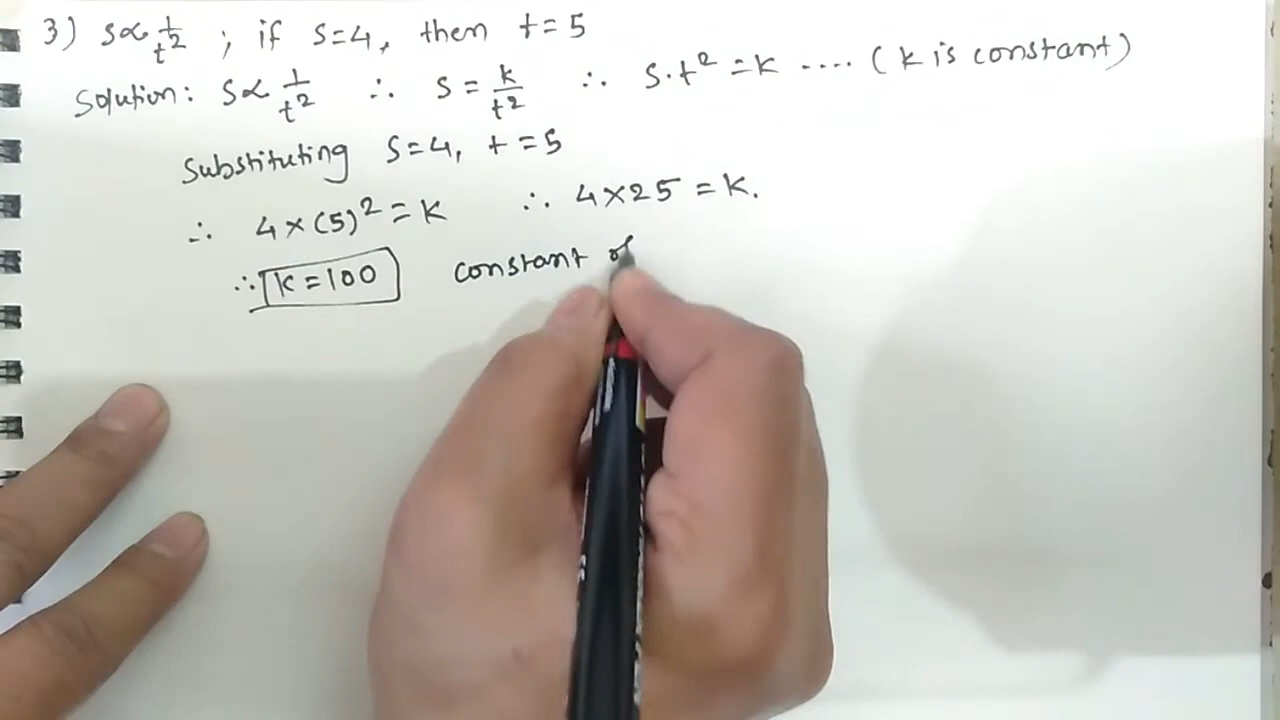 3) s∝1/t² ; if s=4, then t=5
Solution: s∝ 1/t² ∴ s = k/t² ∴ s.t² = k .... (k is constant)
Substituting s=4, t=5
∴ 4×(5)² = k ∴ 4×25 = k.
∴ k=100 constant of